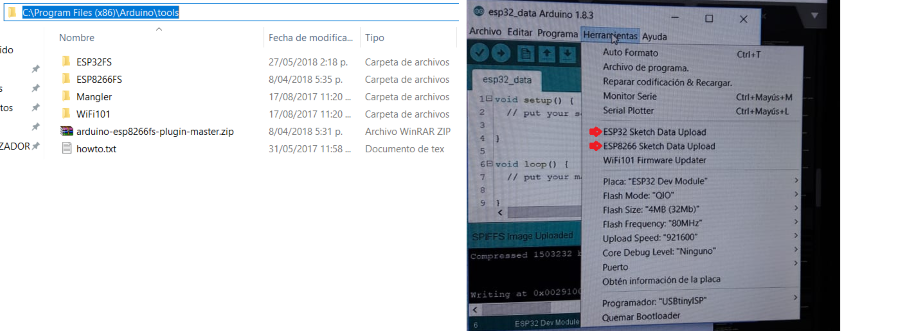 C:\Program Files (x86)\Arduino\tools
Nombre
Fecha de modifica...
Tipo
ido
ESP32FS
27/05/2018 2:18 p.
Carpeta de archivos
ESP8266FS
8/04/2018 5:35 p.
Carpeta de archivos
Mangler
17/08/2017 11:20 ...
Carpeta de archivos
tos
WiFi101
17/08/2017 11:20 ...
Carpeta de archivos
arduino-esp8266fs-plugin-master.zip
8/04/2018 5:31 p.
Archivo WinRAR ZIP
IZADOR
howto.txt
31/05/2017 11:58 ...
Documento de tex
esp32_data Arduino 1.8.3
Archivo Editar Programa Herramientas Ayuda
esp32_data
1 void setup() {
2 // put your s
3
4 }
5
6 void loop() {
7 // put your m
8
9 }
SPIFFS Image Uploaded
Compressed 1503232 b
Writing at 0x0029100
6
ESP32 Dev Module
Auto Formato Ctrl+T
Archivo de programa.
Reparar codificación & Recargar.
Monitor Serie Ctrl+Mayús+M
Serial Plotter Ctrl+Mayús+L
ESP32 Sketch Data Upload
ESP8266 Sketch Data Upload
WiFi101 Firmware Updater
Placa: "ESP32 Dev Module"
Flash Mode: "QIO"
Flash Size: "4MB (32Mb)"
Flash Frequency: "80MHz"
Upload Speed: "921600"
Core Debug Level: "Ninguno"
Puerto
Obtén información de la placa
Programador: "USBtinyISP"
Quemar Bootloader